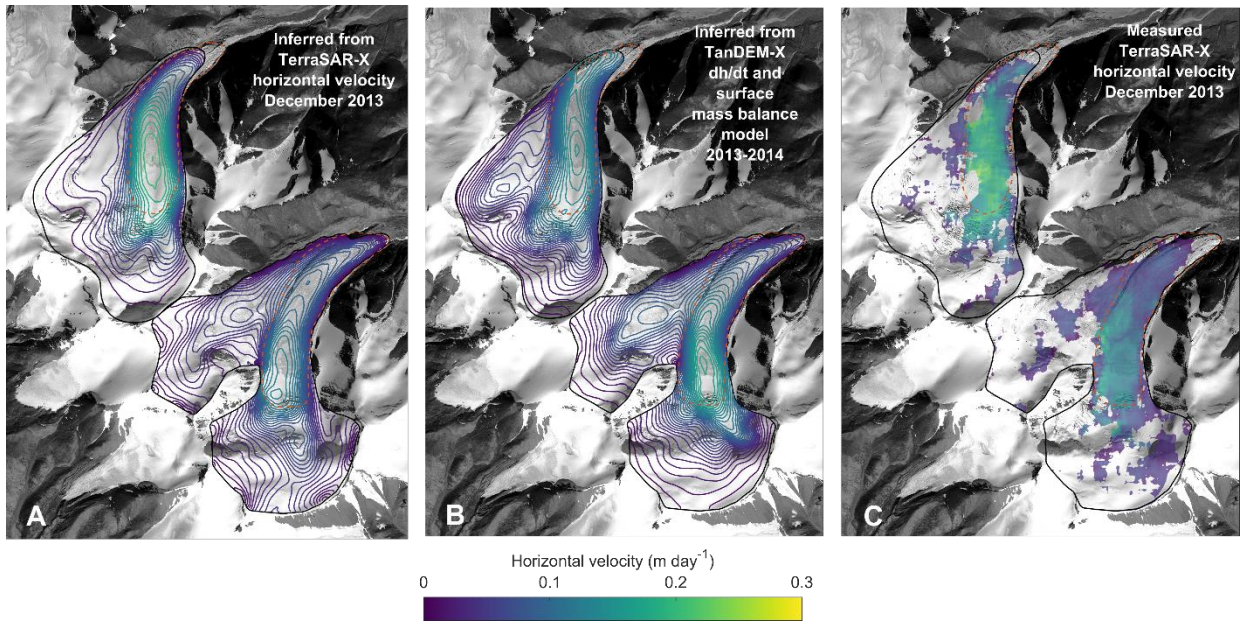 Inferred from
TerraSAR-X
horizontal velocity
December 2013
A
Inferred from
TanDEM-X
dh/dt and
surface
mass balance
model
2013-2014
B
Measured
TerraSAR-X
horizontal velocity
December 2013
C
Horizontal velocity (m day⁻¹)
0 0.1 0.2 0.3